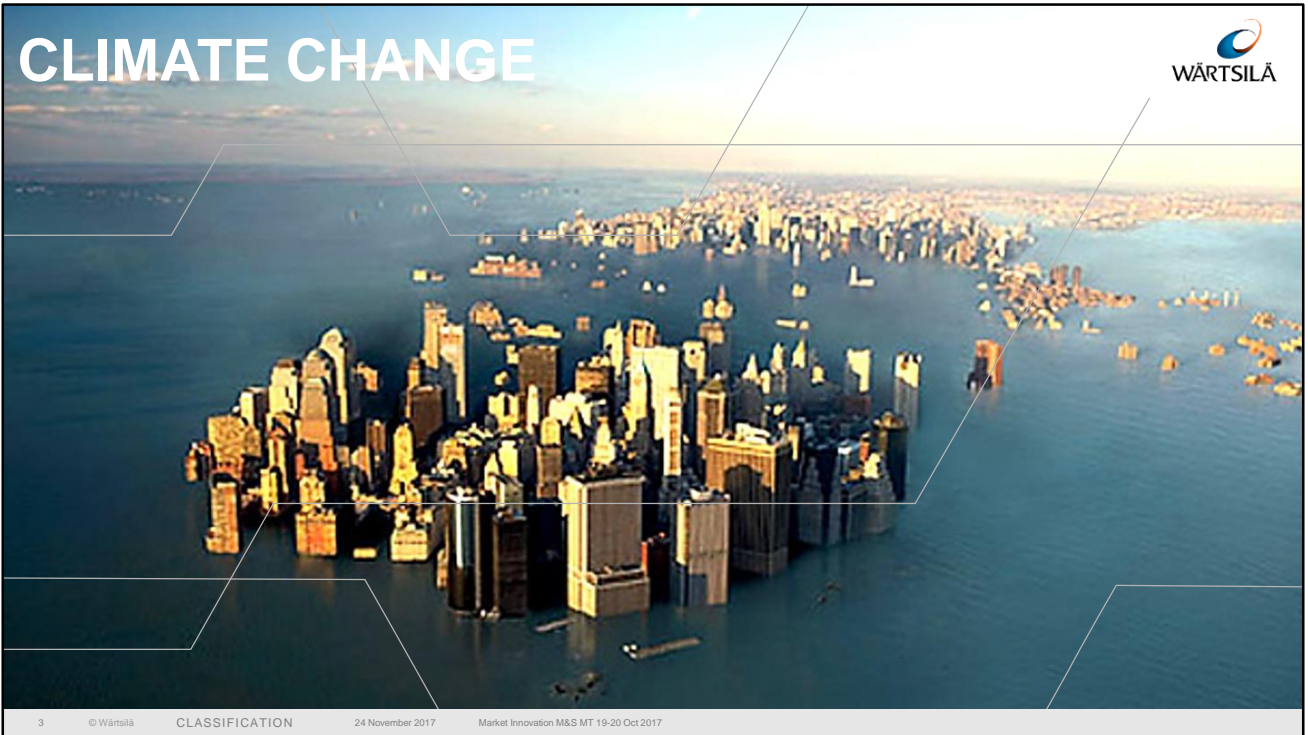 CLIMATE CHANGE
WÄRTSILÄ
3 © Wärtsilä CLASSIFICATION 24 November 2017 Market Innovation M&S MT 19-20 Oct 2017